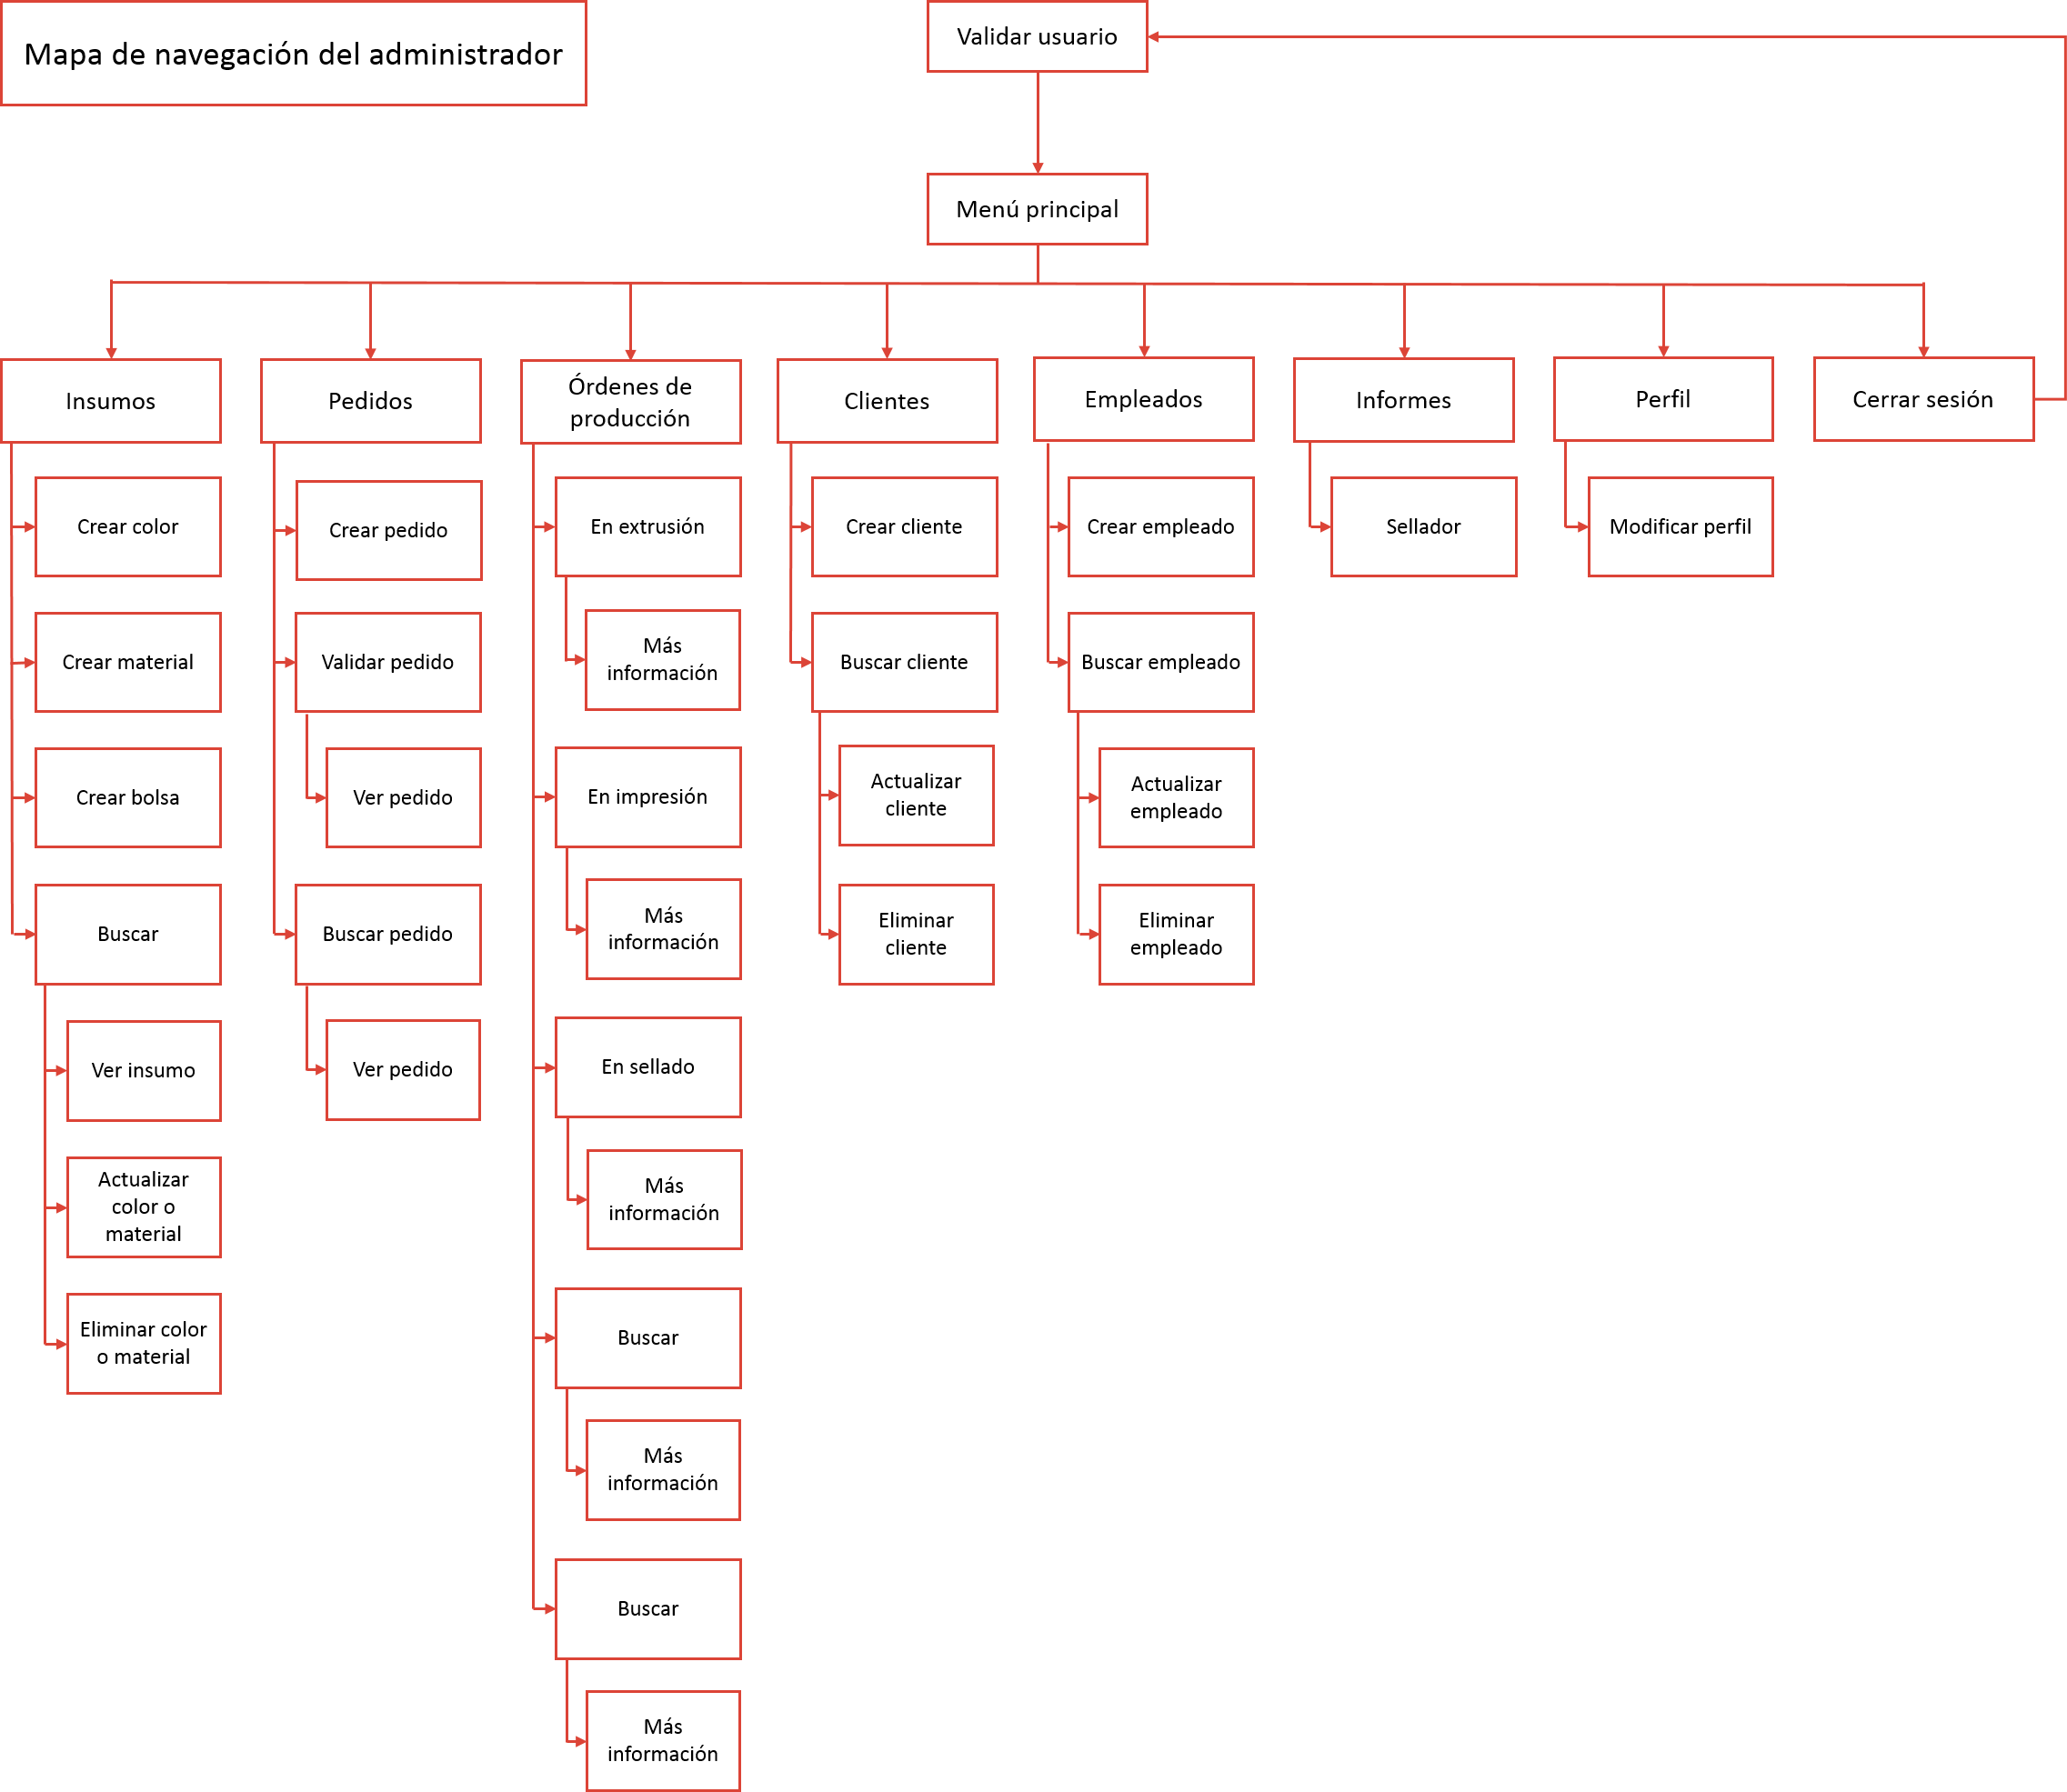 Mapa de navegación del administrador
Validar usuario
Menú principal
Insumos
Crear color
Crear material
Crear bolsa
Buscar
Ver insumo
Actualizar
color o
material
Eliminar color
o material
Pedidos
Crear pedido
Validar pedido
Ver pedido
Buscar pedido
Ver pedido
Órdenes de
producción
En extrusión
Más
información
En impresión
Más
información
En sellado
Más
información
Buscar
Más
información
Buscar
Más
información
Clientes
Crear cliente
Buscar cliente
Actualizar
cliente
Eliminar
cliente
Empleados
Crear empleado
Buscar empleado
Actualizar
empleado
Eliminar
empleado
Informes
Sellador
Perfil
Modificar perfil
Cerrar sesión